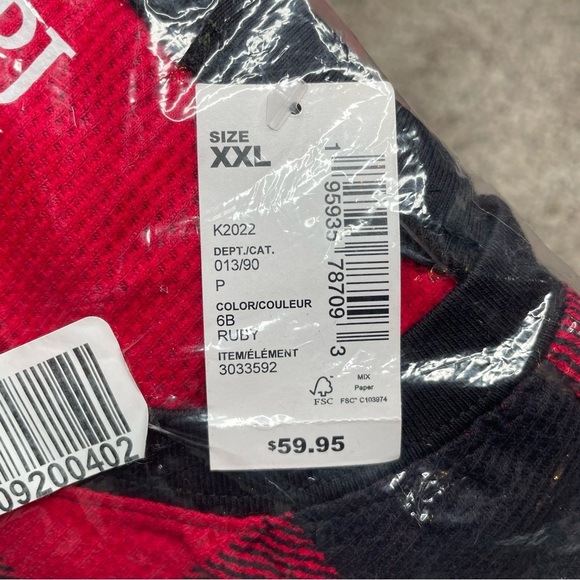 SIZE
XXL
K2022
DEPT./CAT.
013/90
P
COLOR/COULEUR
6B
RUBY
ITEM/ÉLÉMENT
3033592
1 95935 78709 3
FSC
MIX
Paper
FSC® C103974
$59.95
09200402